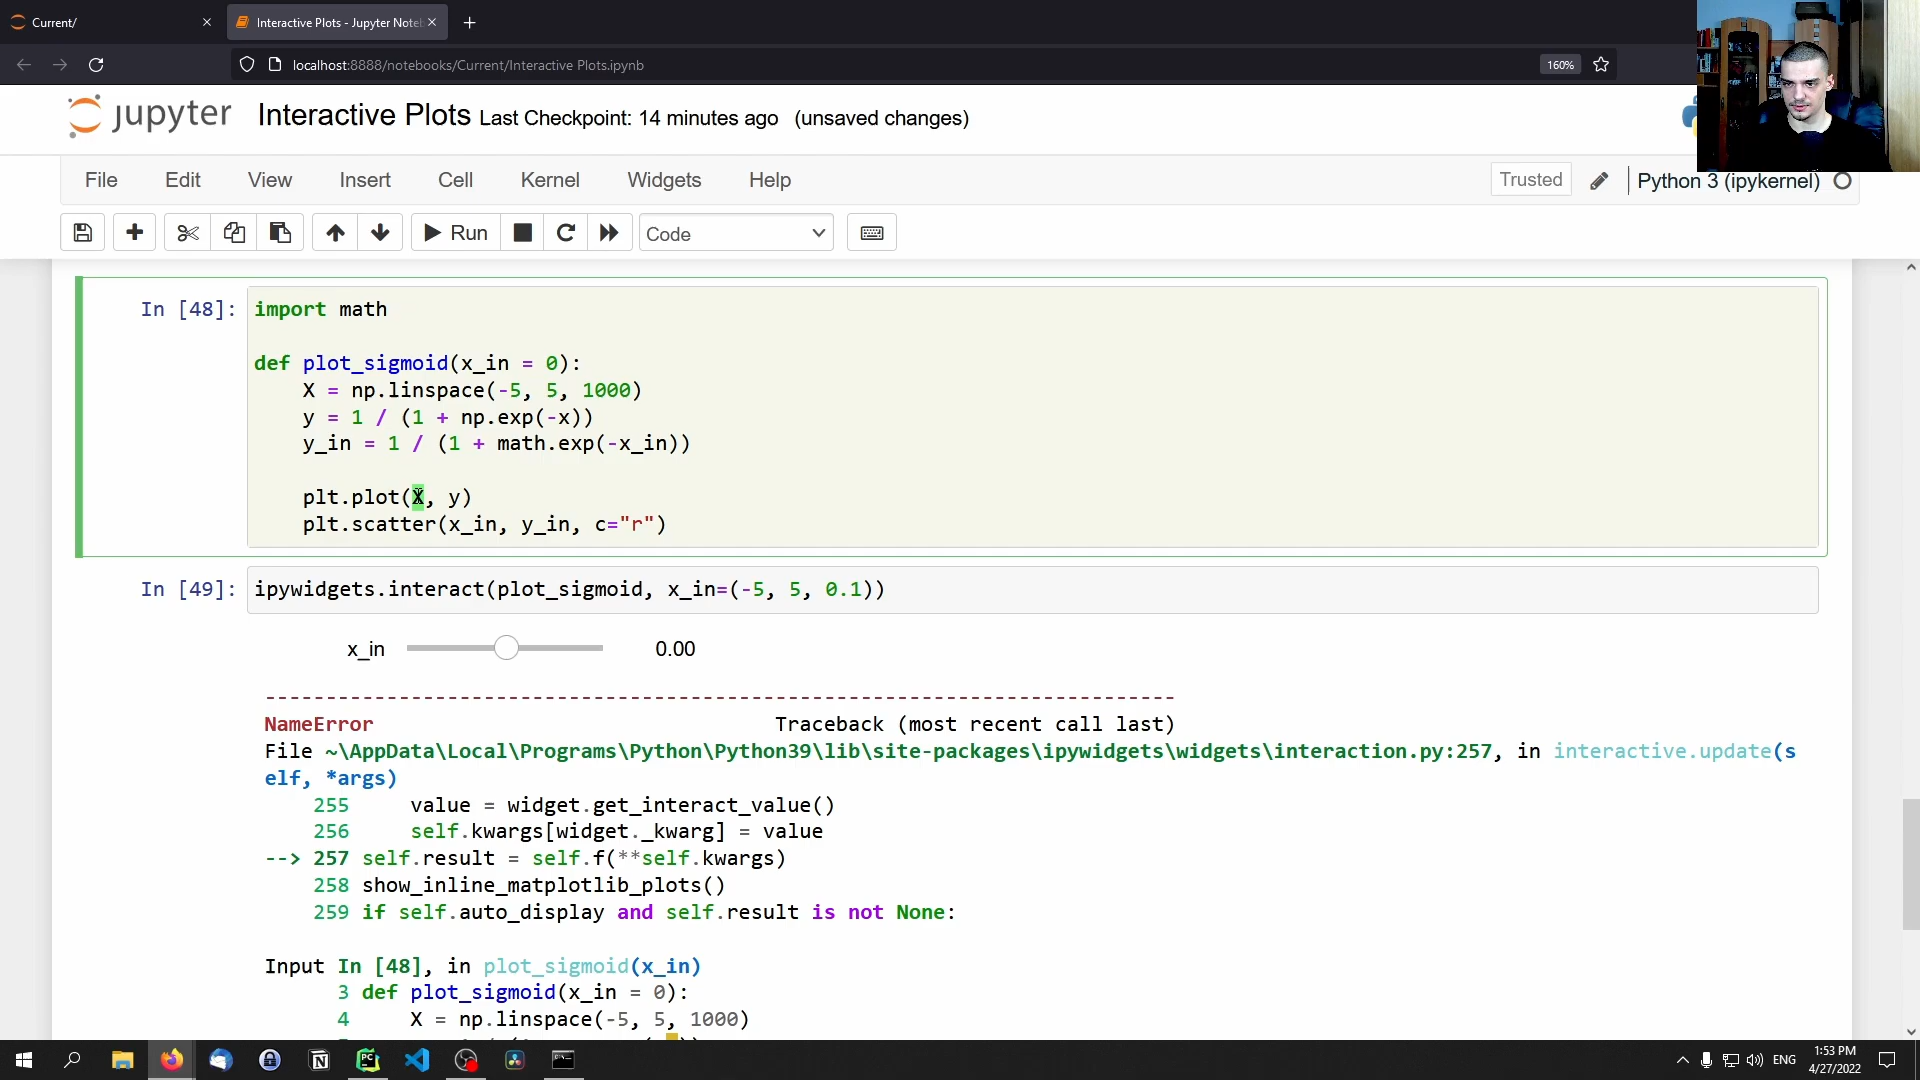 Current/
Interactive Plots - Jupyter Noteb
localhost:8888/notebooks/Current/Interactive Plots.ipynb
160%
jupyter Interactive Plots Last Checkpoint: 14 minutes ago (unsaved changes)
File Edit View Insert Cell Kernel Widgets Help
Trusted
Python 3 (ipykernel)
Run
Code
In [48]:
import math
def plot_sigmoid(x_in = 0):
X = np.linspace(-5, 5, 1000)
y = 1 / (1 + np.exp(-x))
y_in = 1 / (1 + math.exp(-x_in))
plt.plot(X, y)
plt.scatter(x_in, y_in, c="r")
In [49]: ipywidgets.interact(plot_sigmoid, x_in=(-5, 5, 0.1))
x_in 0.00
---------------------------------------------------------------------------
NameError Traceback (most recent call last)
File ~\AppData\Local\Programs\Python\Python39\lib\site-packages\ipywidgets\widgets\interaction.py:257, in interactive.update(s
elf, *args)
255 value = widget.get_interact_value()
256 self.kwargs[widget._kwarg] = value
--> 257 self.result = self.f(**self.kwargs)
258 show_inline_matplotlib_plots()
259 if self.auto_display and self.result is not None:
Input In [48], in plot_sigmoid(x_in)
3 def plot_sigmoid(x_in = 0):
4 X = np.linspace(-5, 5, 1000)
ENG
1:53 PM
4/27/2022